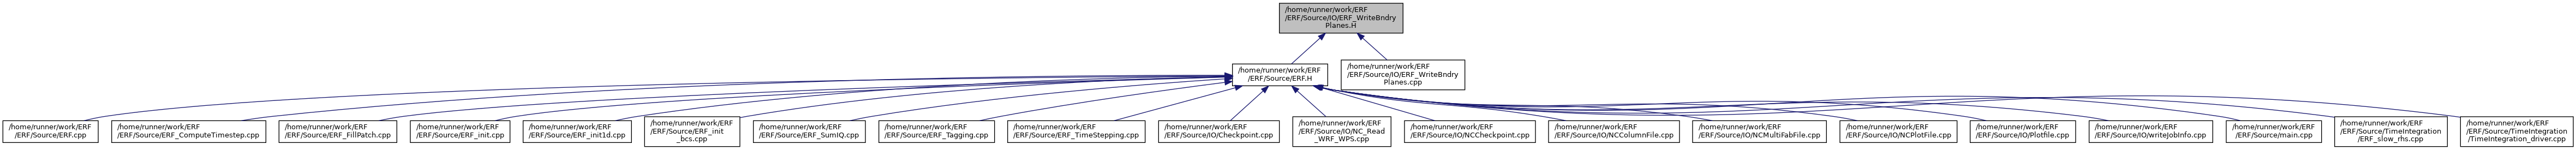 /home/runner/work/ERF
/ERF/Source/IO/ERF_WriteBndry
Planes.H
/home/runner/work/ERF
/ERF/Source/ERF.H
/home/runner/work/ERF
/ERF/Source/IO/ERF_WriteBndry
Planes.cpp
/home/runner/work/ERF
/ERF/Source/ERF.cpp
/home/runner/work/ERF
/ERF/Source/ERF_ComputeTimestep.cpp
/home/runner/work/ERF
/ERF/Source/ERF_FillPatch.cpp
/home/runner/work/ERF
/ERF/Source/ERF_init.cpp
/home/runner/work/ERF
/ERF/Source/ERF_init1d.cpp
/home/runner/work/ERF
/ERF/Source/ERF_init
_bcs.cpp
/home/runner/work/ERF
/ERF/Source/ERF_SumIQ.cpp
/home/runner/work/ERF
/ERF/Source/ERF_Tagging.cpp
/home/runner/work/ERF
/ERF/Source/ERF_TimeStepping.cpp
/home/runner/work/ERF
/ERF/Source/IO/Checkpoint.cpp
/home/runner/work/ERF
/ERF/Source/IO/NC_Read
_WRF_WPS.cpp
/home/runner/work/ERF
/ERF/Source/IO/NCCheckpoint.cpp
/home/runner/work/ERF
/ERF/Source/IO/NCColumnFile.cpp
/home/runner/work/ERF
/ERF/Source/IO/NCMultiFabFile.cpp
/home/runner/work/ERF
/ERF/Source/IO/NCPlotFile.cpp
/home/runner/work/ERF
/ERF/Source/IO/Plotfile.cpp
/home/runner/work/ERF
/ERF/Source/IO/writeJobInfo.cpp
/home/runner/work/ERF
/ERF/Source/main.cpp
/home/runner/work/ERF
/ERF/Source/TimeIntegration
/ERF_slow_rhs.cpp
/home/runner/work/ERF
/ERF/Source/TimeIntegration
/TimeIntegration_driver.cpp